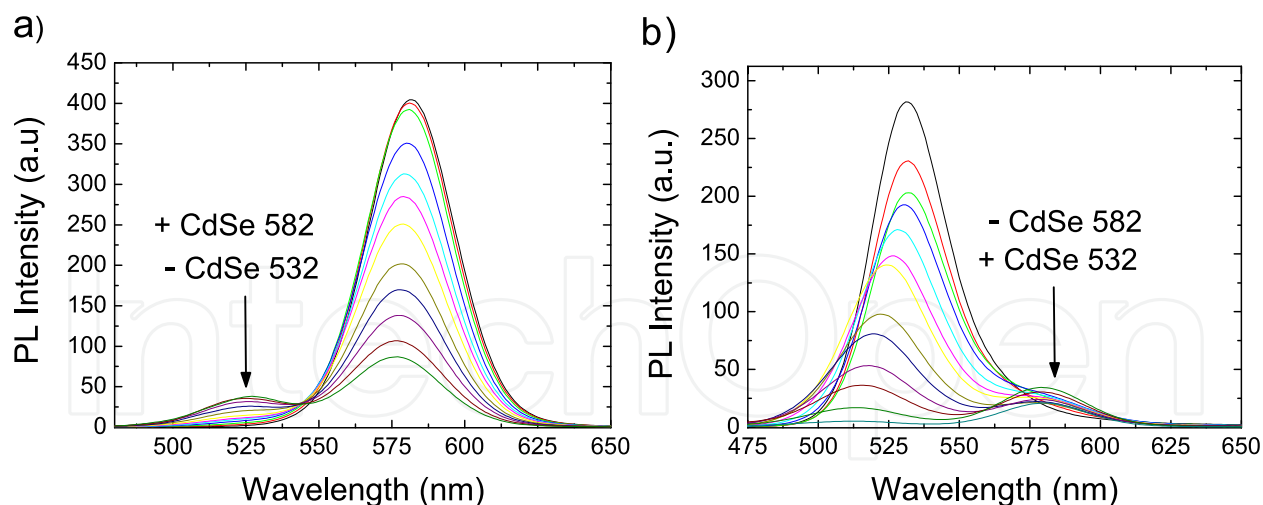 a)
450
400
350
300
250
200
150
100
50
0
PL Intensity (a.u)
+ CdSe 582
- CdSe 532
500 525 550 575 600 625 650
Wavelength (nm)
b)
300
250
200
150
100
50
0
PL Intensity (a.u.)
- CdSe 582
+ CdSe 532
475 500 525 550 575 600 625 650
Wavelength (nm)
IntechOpen